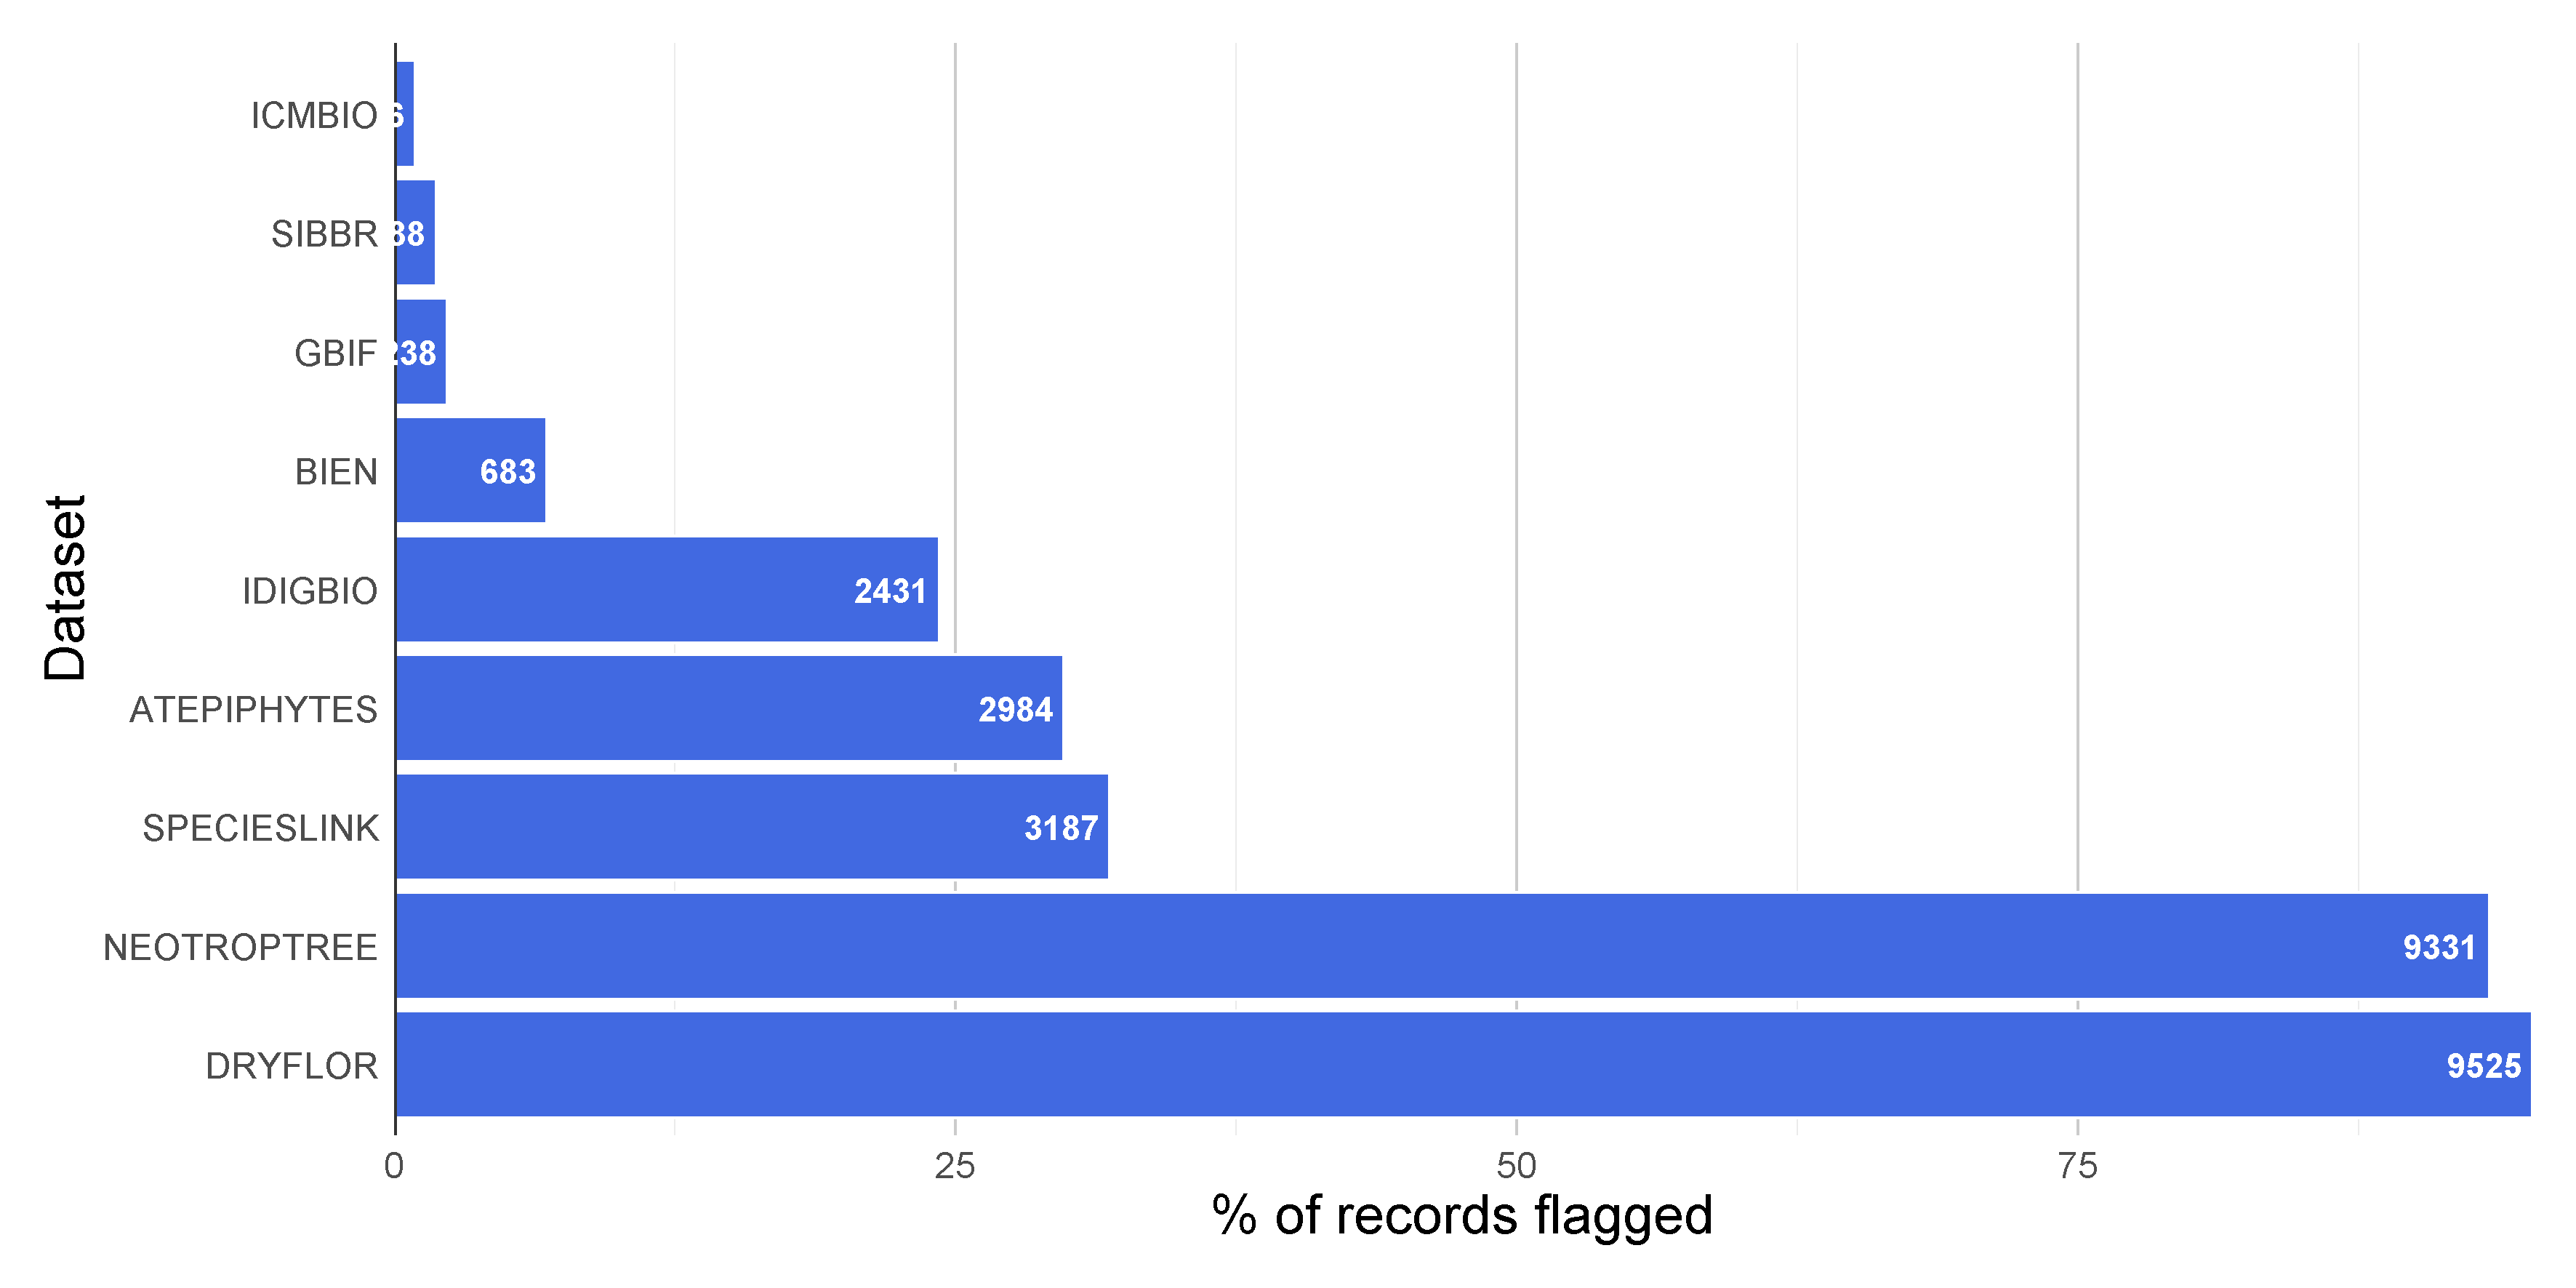 ICMBIO
SIBBR
GBIF
BIEN 683
IDIGBIO 2431
ATEPIPHYTES 2984
SPECIESLINK 3187
NEOTROPTREE 9331
DRYFLOR 9525
Dataset
0 25 50 75
% of records flagged